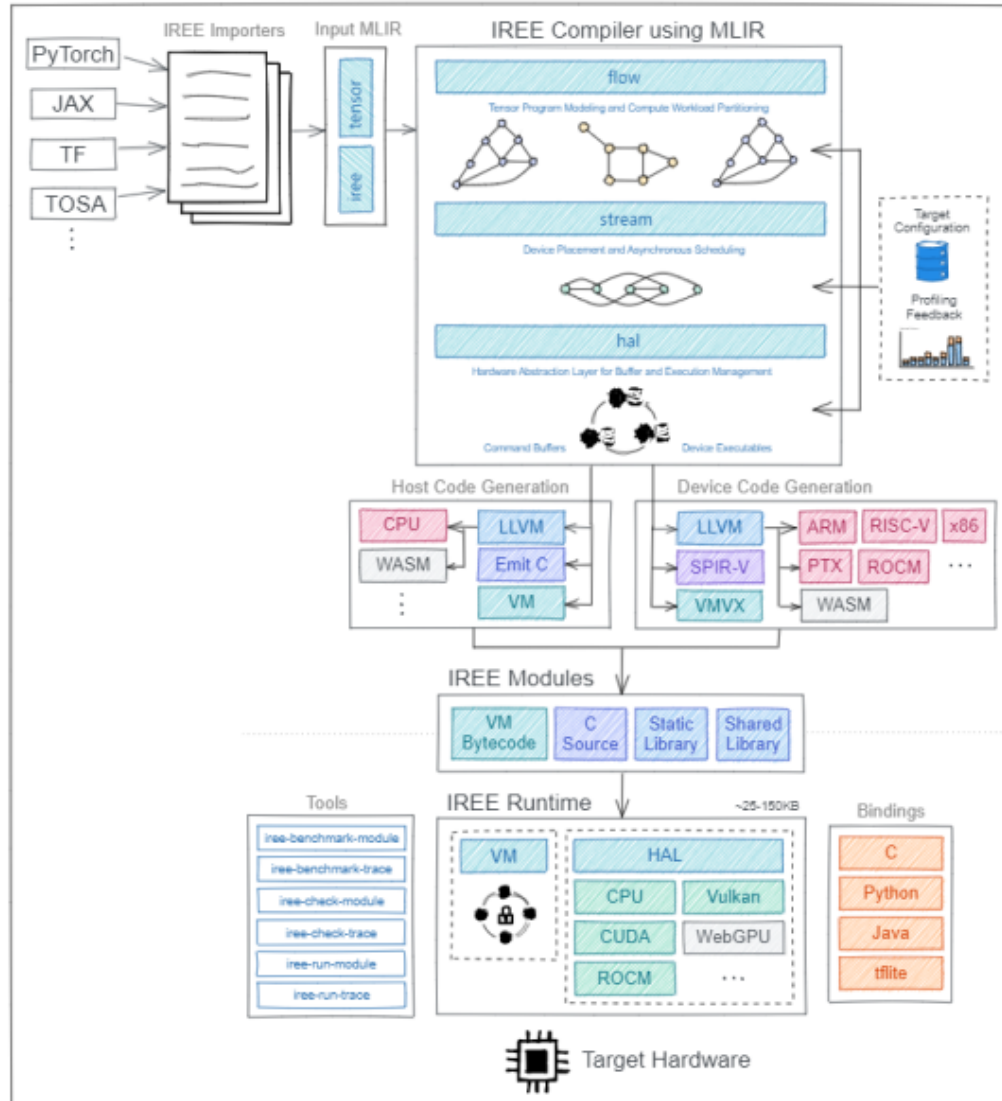 IREE Importers
Input MLIR
IREE Compiler using MLIR
PyTorch
JAX
TF
TOSA
⋮
tensor
iree
flow
Tensor Program Modeling and Compute Workload Partitioning
stream
Device Placement and Asynchronous Scheduling
hal
Hardware Abstraction Layer for Buffer and Execution Management
Command Buffers
Device Executables
Target
Configuration
Profiling
Feedback
Host Code Generation
CPU
WASM
⋮
LLVM
Emit C
VM
Device Code Generation
LLVM
SPIR-V
VMVX
ARM
RISC-V
x86
PTX
ROCM
...
WASM
IREE Modules
VM
Bytecode
C
Source
Static
Library
Shared
Library
Tools
iree-benchmark-module
iree-benchmark-trace
iree-check-module
iree-check-trace
iree-run-module
iree-run-trace
IREE Runtime
~25-150KB
VM
HAL
CPU
Vulkan
CUDA
WebGPU
ROCM
...
Bindings
C
Python
Java
tflite
Target Hardware